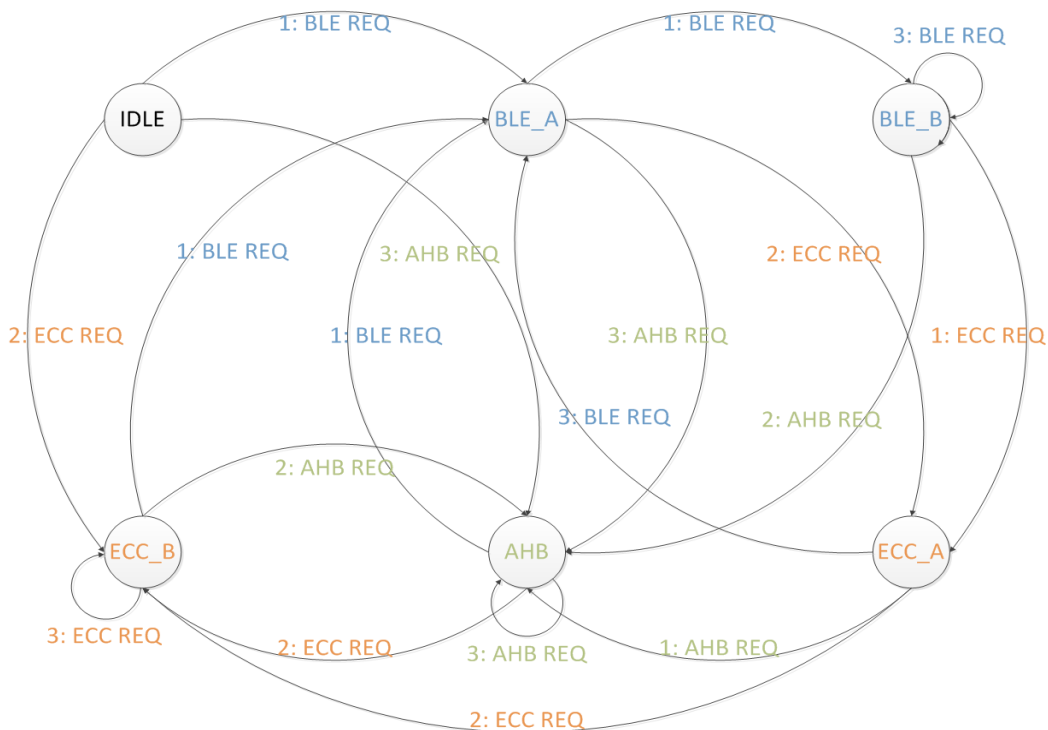 1: BLE REQ
1: BLE REQ
3: BLE REQ
IDLE
BLE_A
BLE_B
1: BLE REQ
3: AHB REQ
2: ECC REQ
2: ECC REQ
1: BLE REQ
3: AHB REQ
1: ECC REQ
3: BLE REQ
2: AHB REQ
2: AHB REQ
ECC_B
AHB
ECC_A
3: ECC REQ
2: ECC REQ
3: AHB REQ
1: AHB REQ
2: ECC REQ